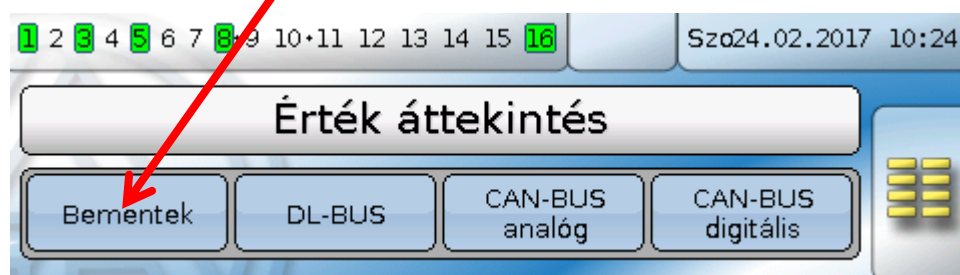 1 2 3 4 5 6 7 8·9 10·11 12 13 14 15 16 Szo24.02.2017 10:24
Érték áttekintés
Bementek DL-BUS CAN-BUS analóg CAN-BUS digitális